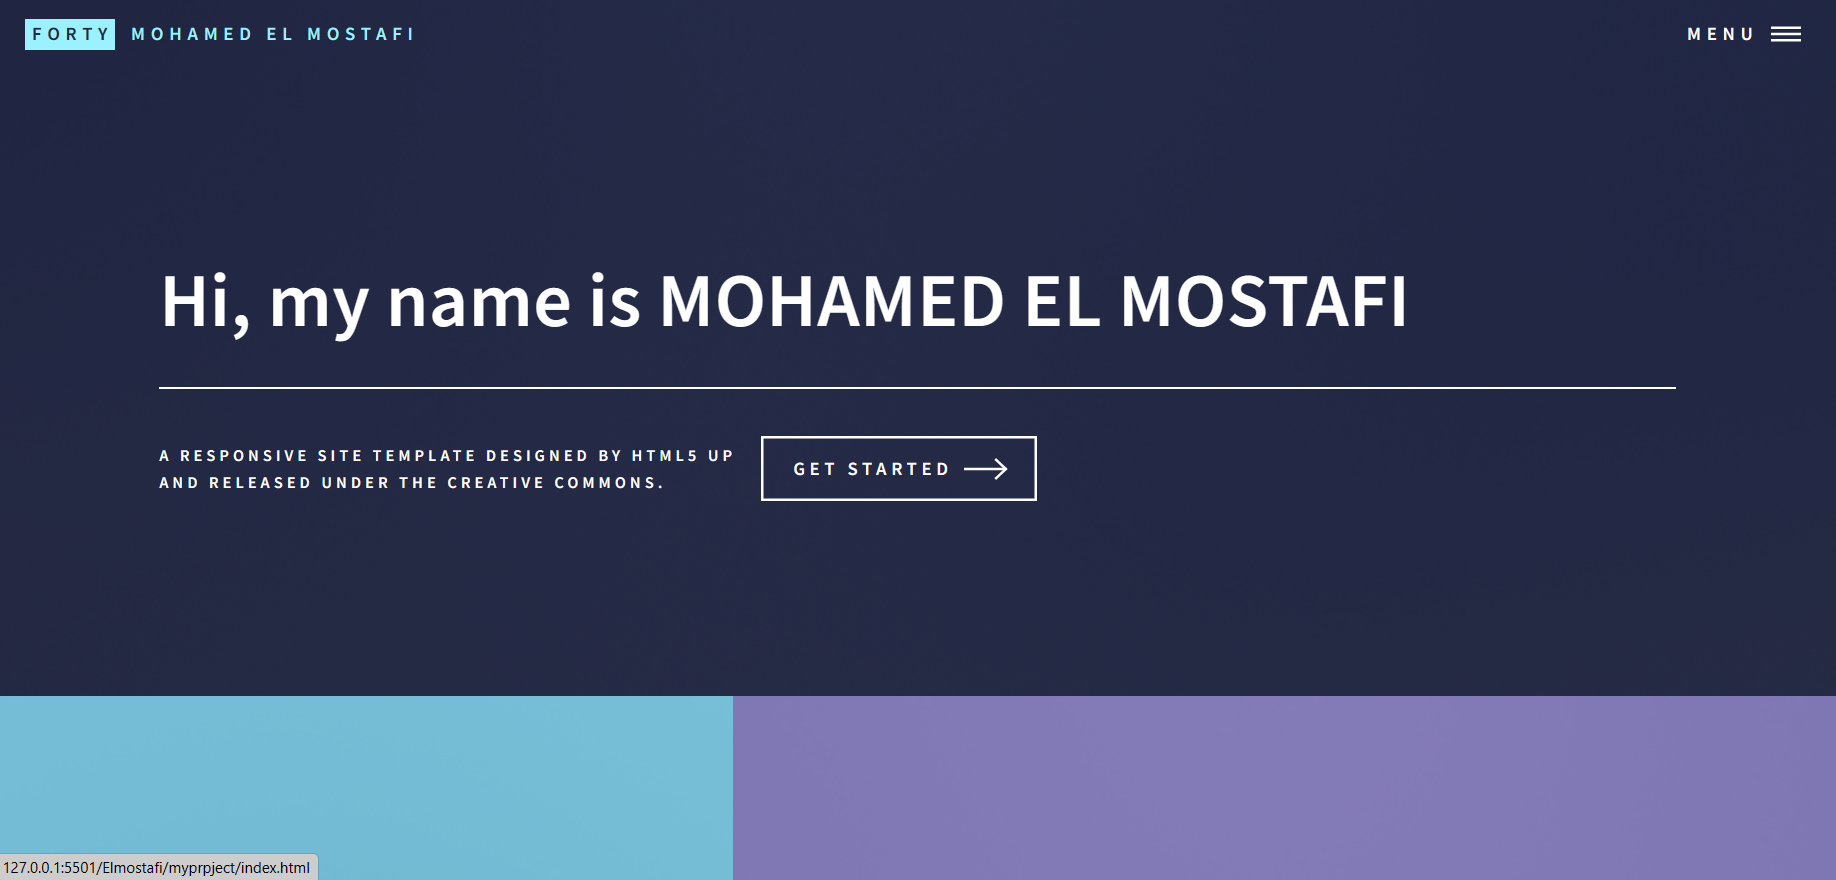 FORTY MOHAMED EL MOSTAFI
MENU
Hi, my name is MOHAMED EL MOSTAFI
A RESPONSIVE SITE TEMPLATE DESIGNED BY HTML5 UP
AND RELEASED UNDER THE CREATIVE COMMONS.
GET STARTED
127.0.0.1:5501/Elmostafi/myprpject/index.html